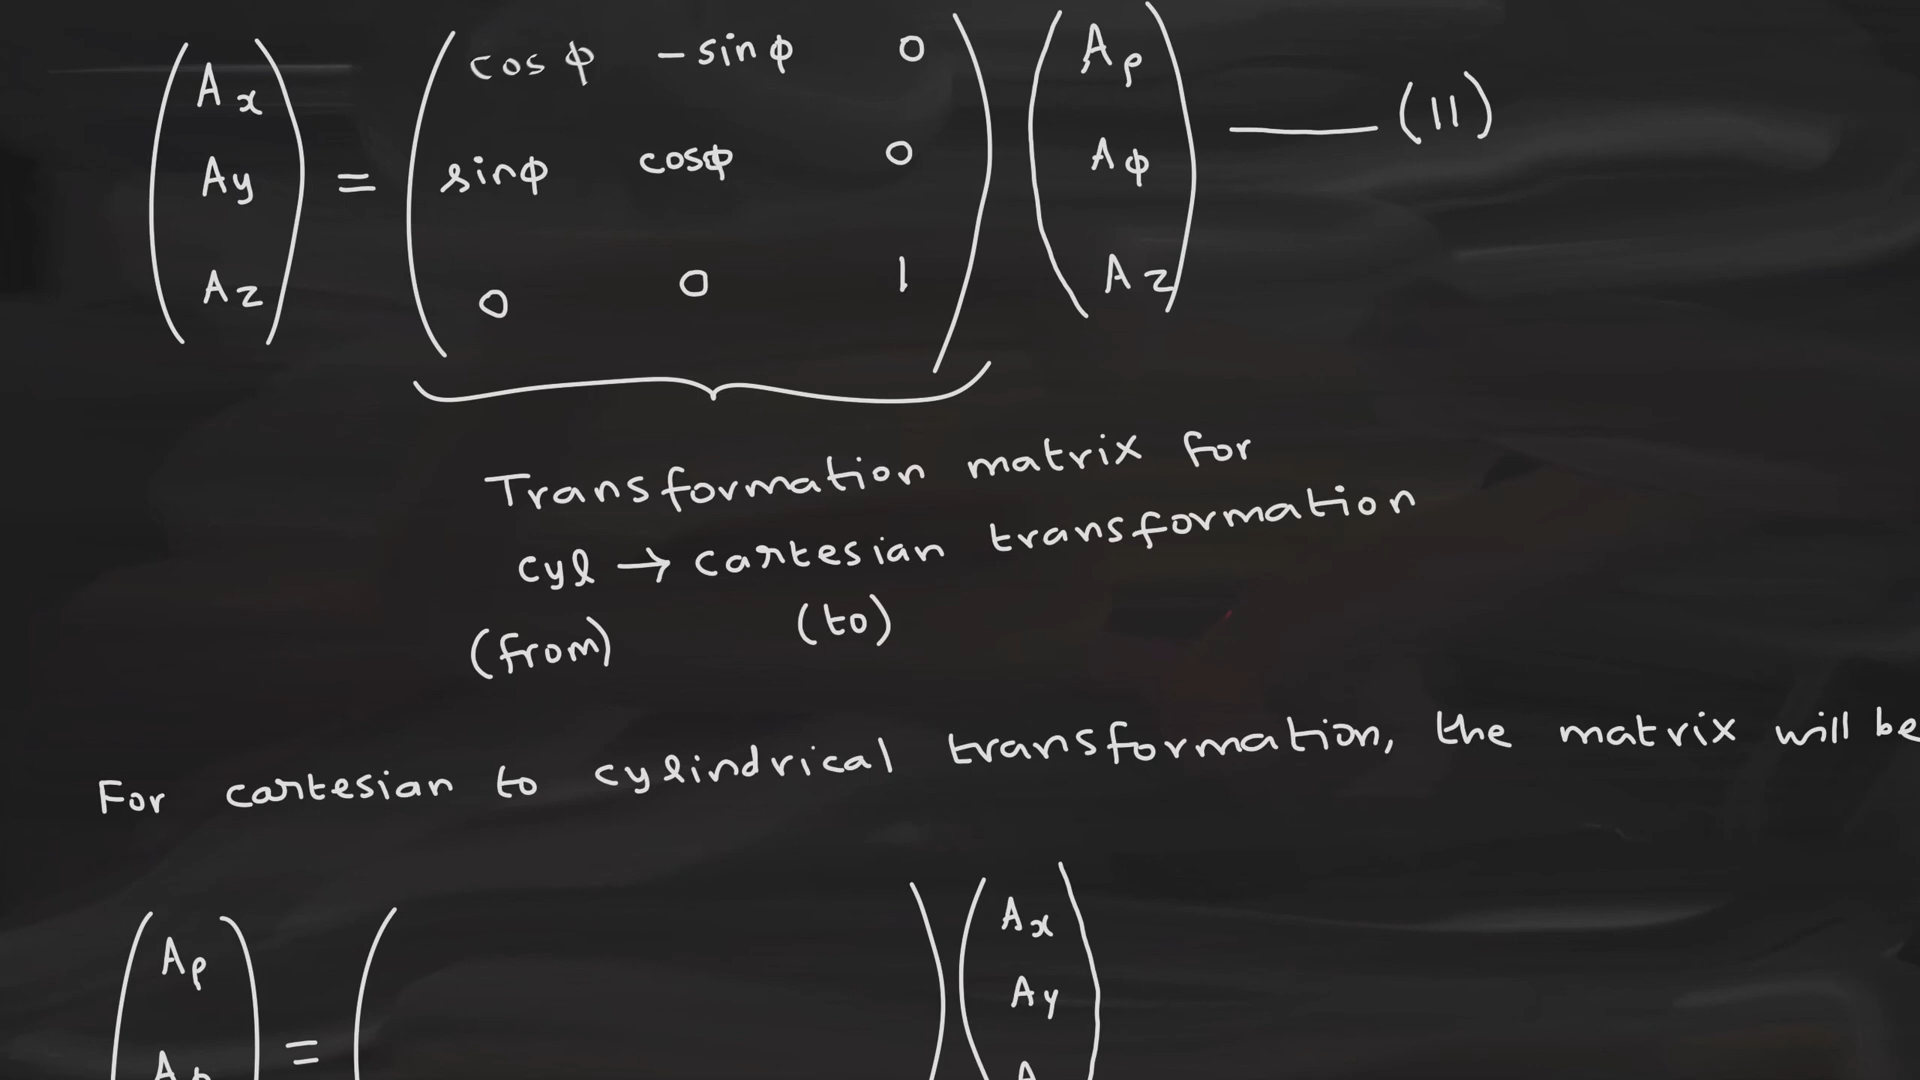 (Ax Ay Az) = (cos φ -sin φ 0 sinφ cosφ 0 0 0 1) (Aρ Aφ Az) —— (11)
Transformation matrix for
cyl → cartesian transformation
(from) (to)
For cartesian to cylindrical transformation, the matrix will be
(Aρ = ( ) (Ax Ay